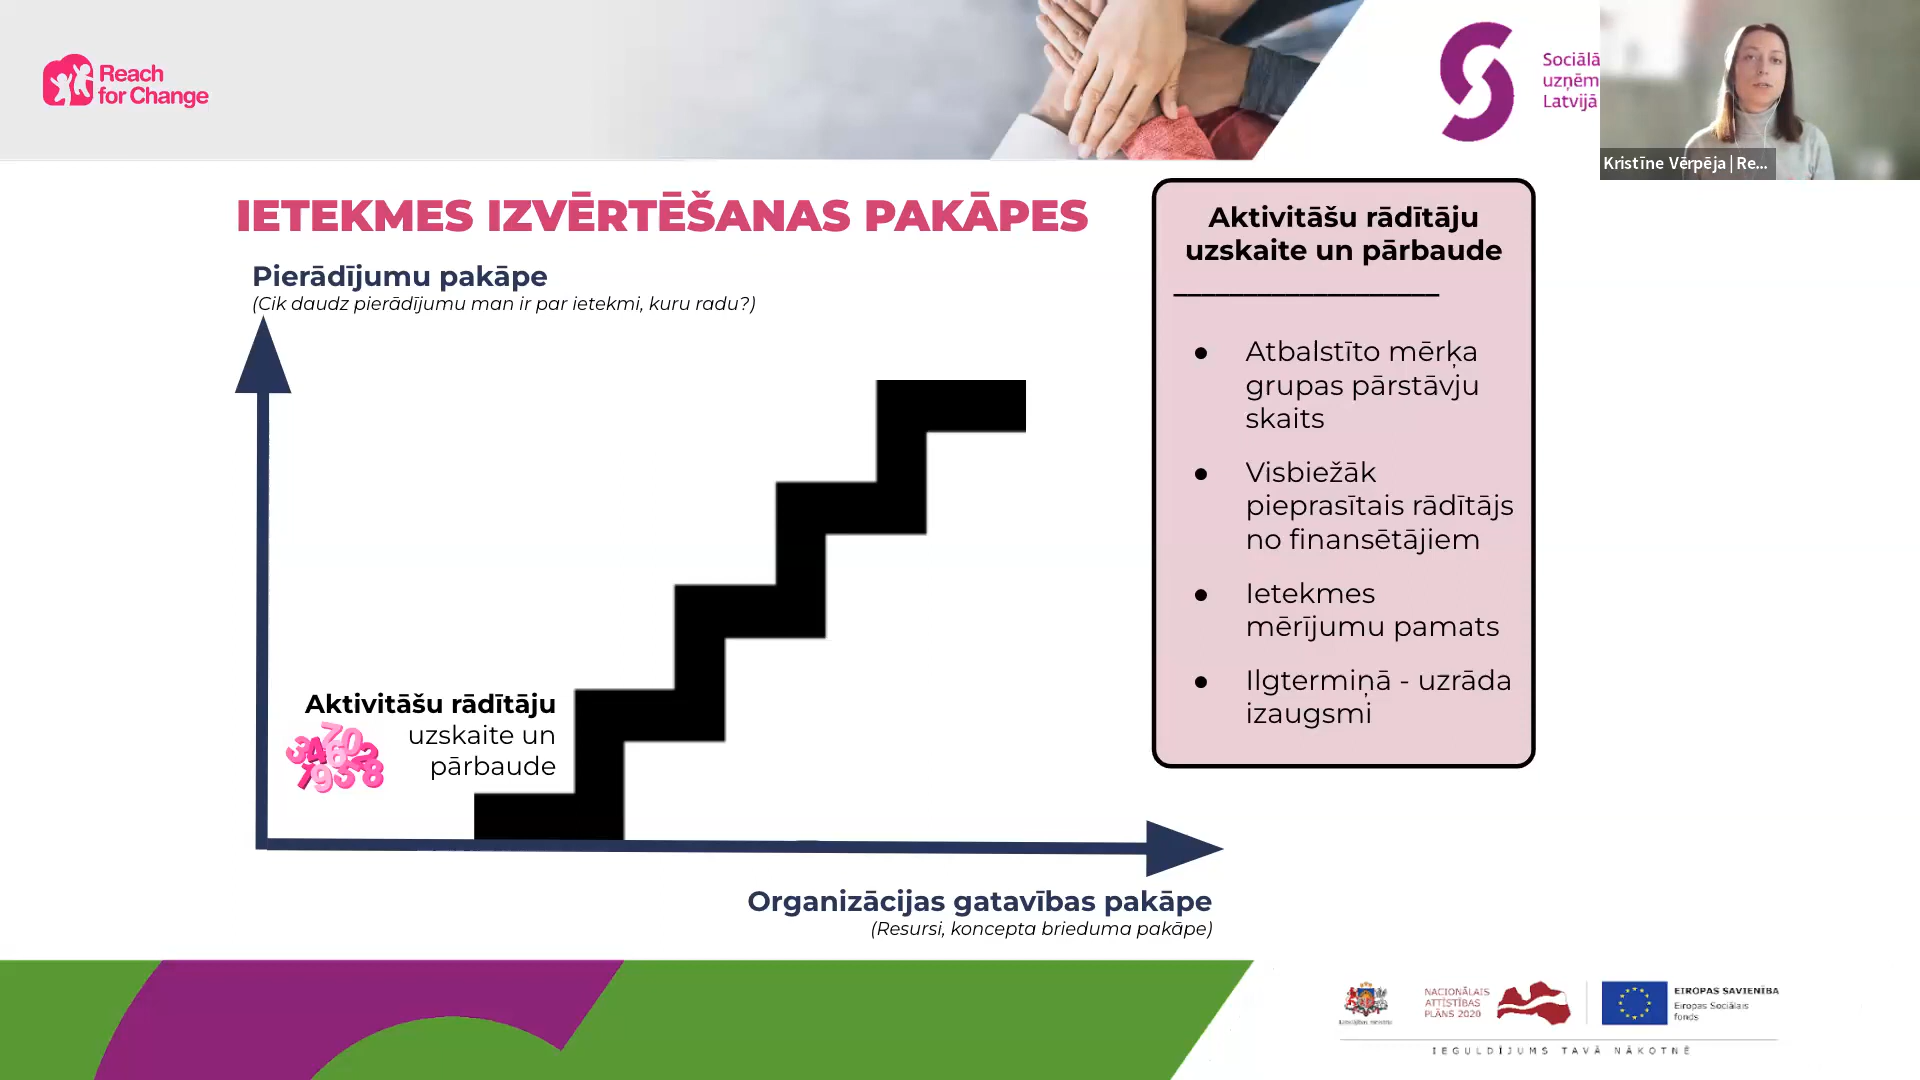 Reach
for Change
Sociālā
uzņēm
Latvijā
Kristīne Vērpēja | Re...
IETEKMES IZVĒRTĒŠANAS PAKĀPES
Pierādījumu pakāpe
(Cik daudz pierādījumu man ir par ietekmi, kuru radu?)
Aktivitāšu rādītāju
uzskaite un
pārbaude
Organizācijas gatavības pakāpe
(Resursi, koncepta brieduma pakāpe)
Aktivitāšu rādītāju
uzskaite un pārbaude
● Atbalstīto mērķa
grupas pārstāvju
skaits
● Visbiežāk
pieprasītais rādītājs
no finansētājiem
● Ietekmes
mērījumu pamats
● Ilgtermiņā - uzrāda
izaugsmi
NACIONĀLAIS
ATTĪSTĪBAS
PLĀNS 2020
EIROPAS SAVIENĪBA
Eiropas Sociālais
fonds
IEGULDĪJUMS TAVĀ NĀKOTNĒ